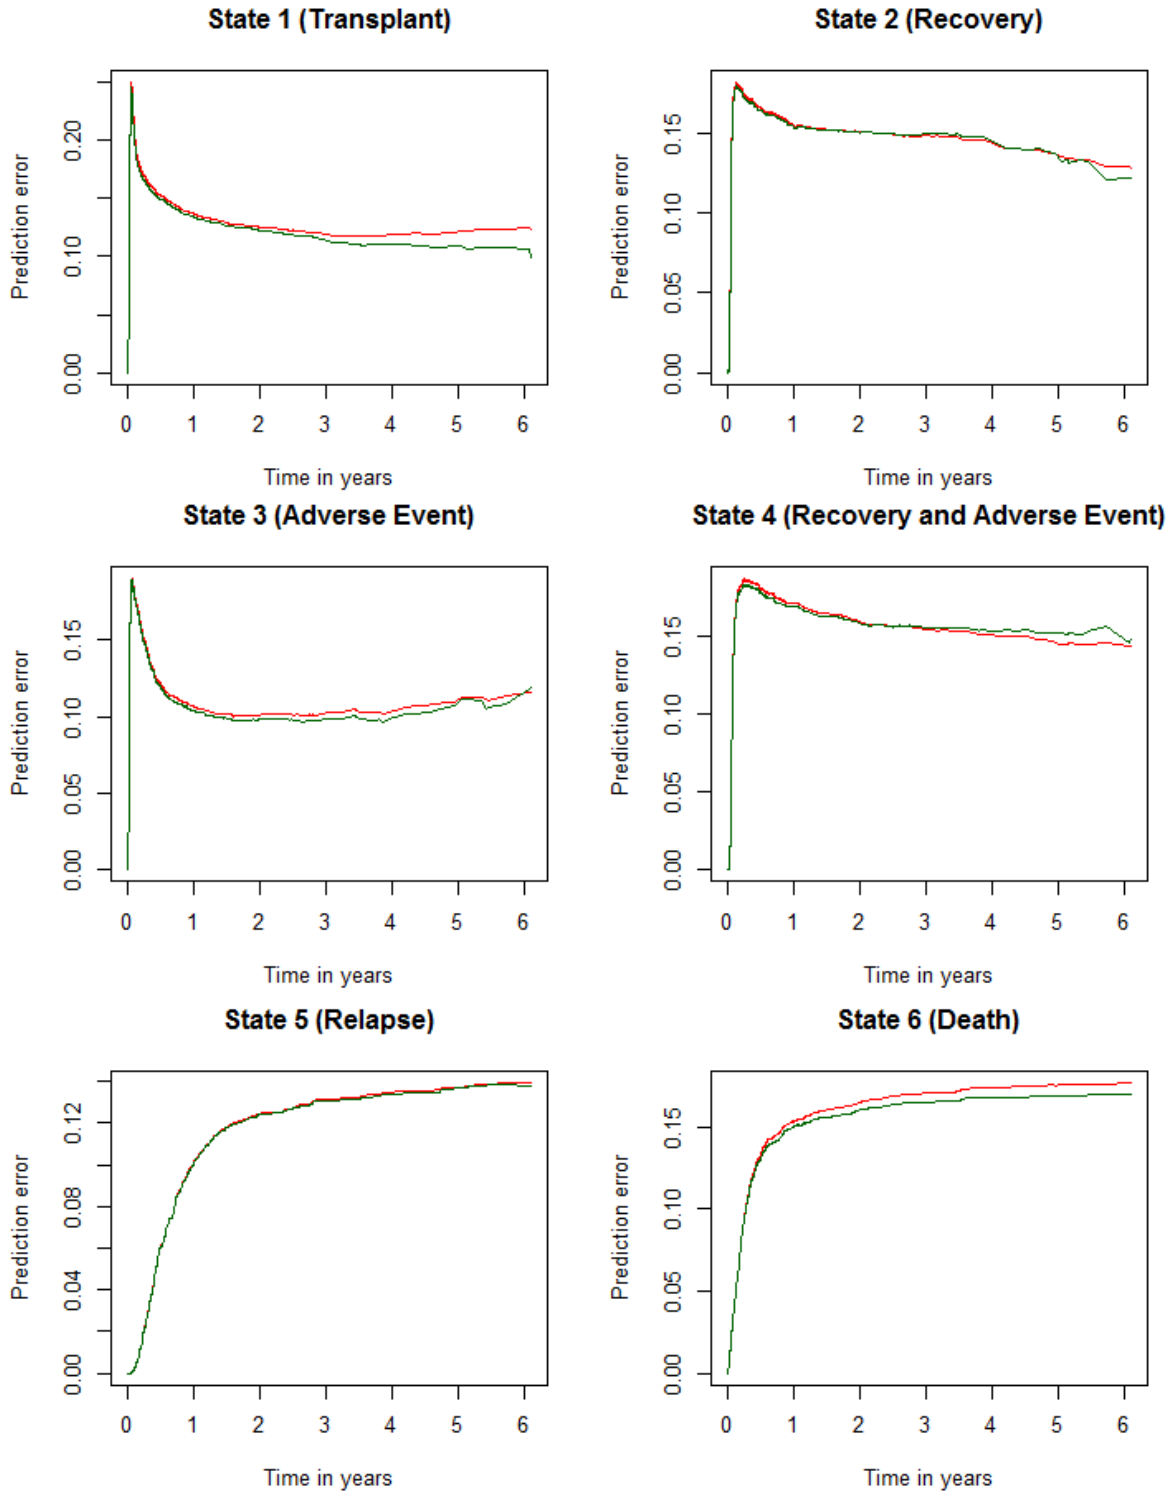 State 1 (Transplant)
Prediction error
0.00 0.10 0.20
0 1 2 3 4 5 6
Time in years
State 2 (Recovery)
Prediction error
0.00 0.05 0.10 0.15
0 1 2 3 4 5 6
Time in years
State 3 (Adverse Event)
Prediction error
0.00 0.05 0.10 0.15
0 1 2 3 4 5 6
Time in years
State 4 (Recovery and Adverse Event)
Prediction error
0.00 0.05 0.10 0.15
0 1 2 3 4 5 6
Time in years
State 5 (Relapse)
Prediction error
0.00 0.04 0.08 0.12
0 1 2 3 4 5 6
Time in years
State 6 (Death)
Prediction error
0.00 0.05 0.10 0.15
0 1 2 3 4 5 6
Time in years